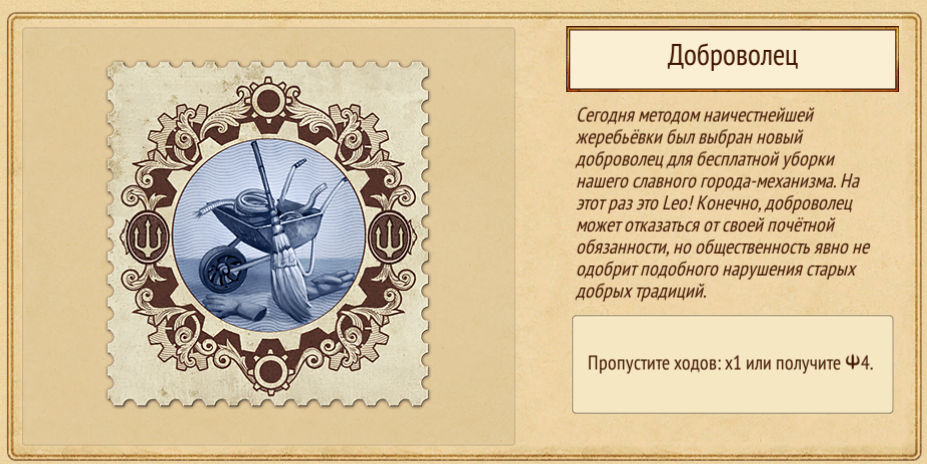 Доброволец
Сегодня методом наичестнейшей
жеребьёвки был выбран новый
доброволец для бесплатной уборки
нашего славного города-механизма. На
этот раз это Leo! Конечно, доброволец
может отказаться от своей почётной
обязанности, но общественность явно не
одобрит подобного нарушения старых
добрых традиций.
Пропустите ходов: x1 или получите Ψ4.